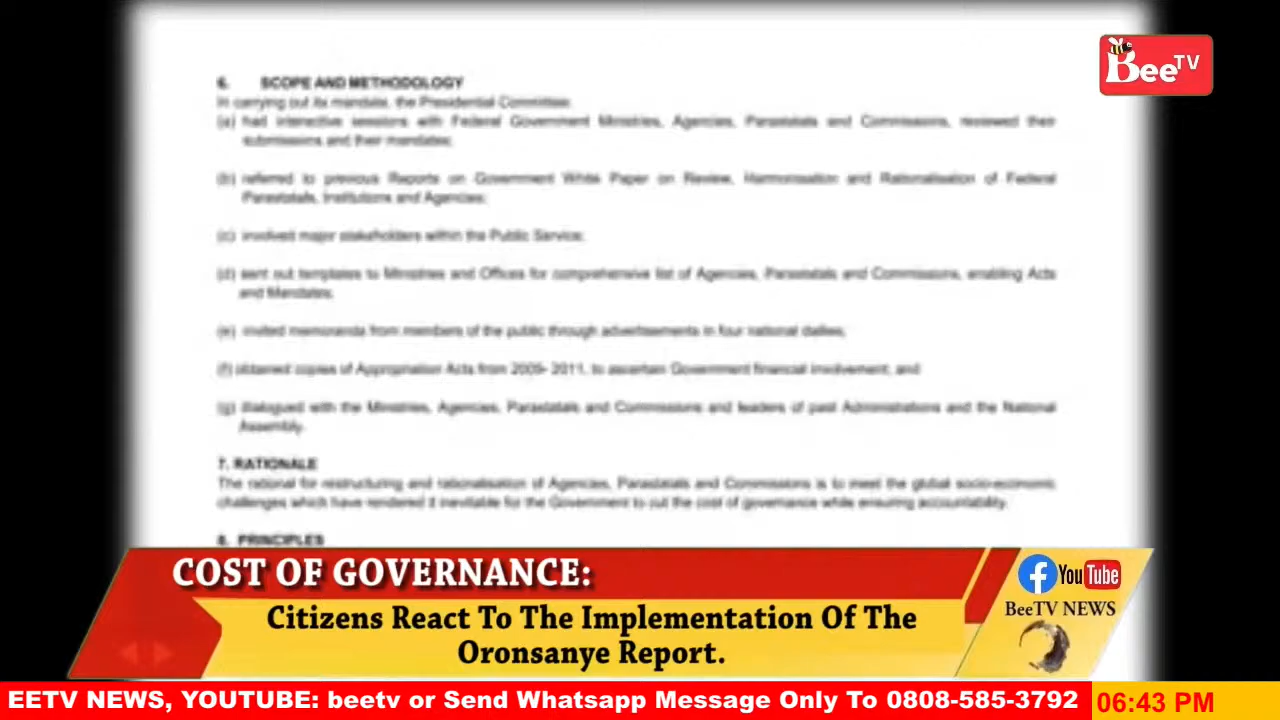 Bee TV
6. SCOPE AND METHODOLOGY
In carrying out its mandate, the Presidential Committee:
(a) had interactive sessions with Federal Government Ministries, Agencies, Parastatals and Commissions, reviewed their
submissions and their mandates;
(b) referred to previous Reports on Government White Paper on Review, Harmonisation and Rationalisation of Federal
Parastatals, Institutions and Agencies;
(c) involved major stakeholders within the Public Service;
(d) sent out templates to Ministries and Offices for comprehensive list of Agencies, Parastatals and Commissions, enabling Acts
and Mandates;
(e) invited memoranda from members of the public through advertisements in four national dailies;
(f) obtained copies of Appropriation Acts from 2009- 2011, to ascertain Government financial involvement; and
(g) dialogued with the Ministries, Agencies, Parastatals and Commissions and leaders of past Administrations and the National
Assembly.
7. RATIONALE
The rational for restructuring and rationalisation of Agencies, Parastatals and Commissions is to meet the global socio-economic
challenges which have rendered it inevitable for the Government to cut the cost of governance while ensuring accountability.
8. PRINCIPLES
COST OF GOVERNANCE:
Citizens React To The Implementation Of The
Oronsanye Report.
f YouTube
BeeTV NEWS
EETV NEWS, YOUTUBE: beetv or Send Whatsapp Message Only To 0808-585-3792
06:43 PM